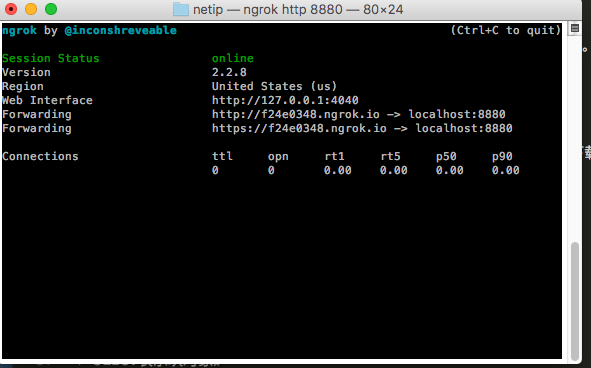 netip — ngrok http 8880 — 80×24
ngrok by @inconshreveable (Ctrl+C to quit)
Session Status online
Version 2.2.8
Region United States (us)
Web Interface http://127.0.0.1:4040
Forwarding http://f24e0348.ngrok.io -> localhost:8880
Forwarding https://f24e0348.ngrok.io -> localhost:8880
Connections ttl opn rt1 rt5 p50 p90
0 0 0.00 0.00 0.00 0.00